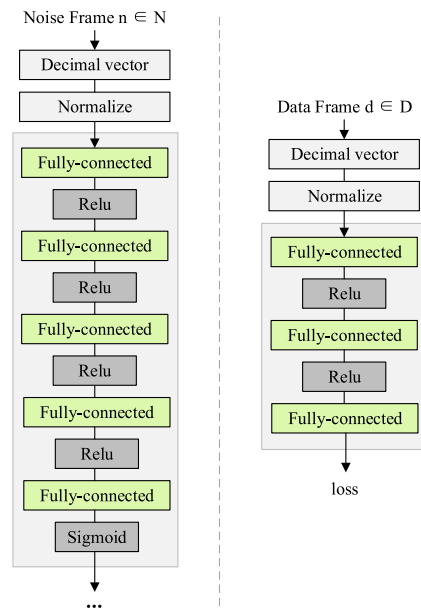 Noise Frame n ∈ N
Decimal vector
Normalize
Fully-connected
Relu
Fully-connected
Relu
Fully-connected
Relu
Fully-connected
Relu
Fully-connected
Sigmoid
...
Data Frame d ∈ D
Decimal vector
Normalize
Fully-connected
Relu
Fully-connected
Relu
Fully-connected
loss